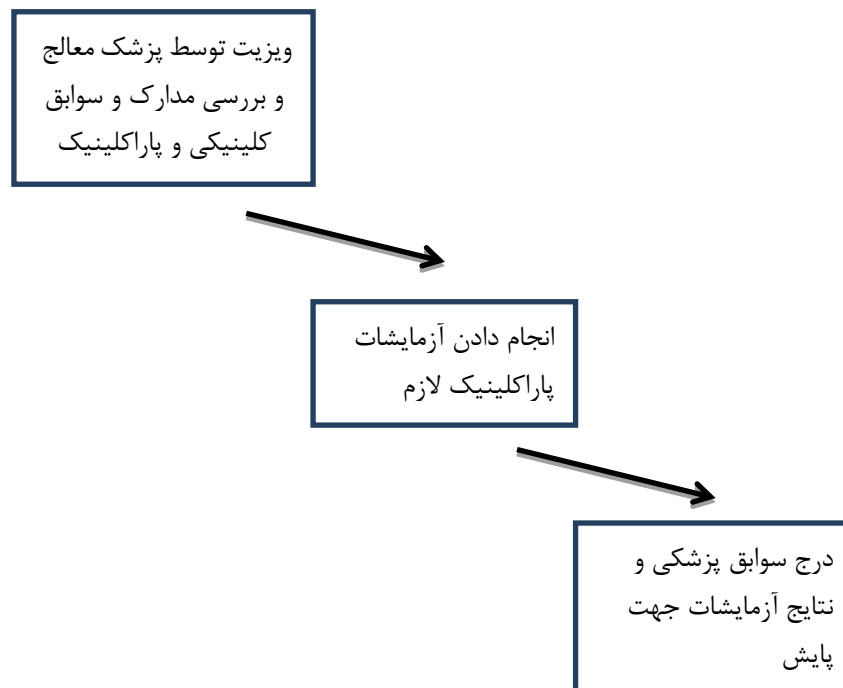 ویزیت توسط پزشک معالج
و بررسی مدارک و سوابق
کلینیکی و پاراکلینیک
انجام دادن آزمایشات
پاراکلینیک لازم
درج سوابق پزشکی و
نتایج آزمایشات جهت
پایش